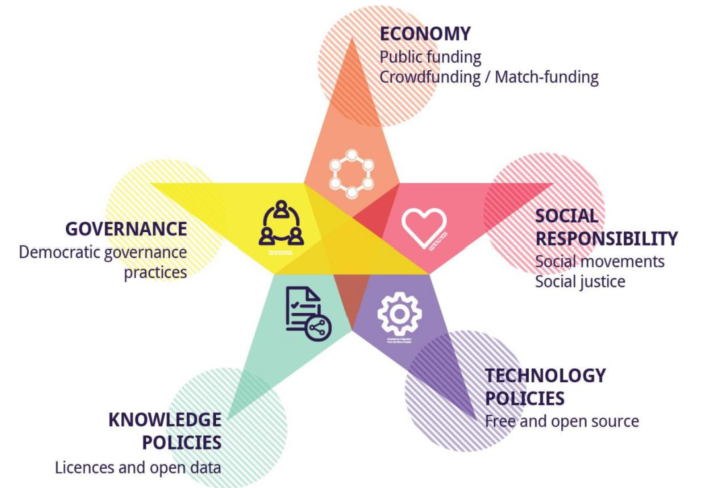 ECONOMY
Public funding
Crowdfunding / Match-funding
GOVERNANCE
Democratic governance
practices
SOCIAL
RESPONSIBILITY
Social movements
Social justice
TECHNOLOGY
POLICIES
Free and open source
KNOWLEDGE
POLICIES
Licences and open data